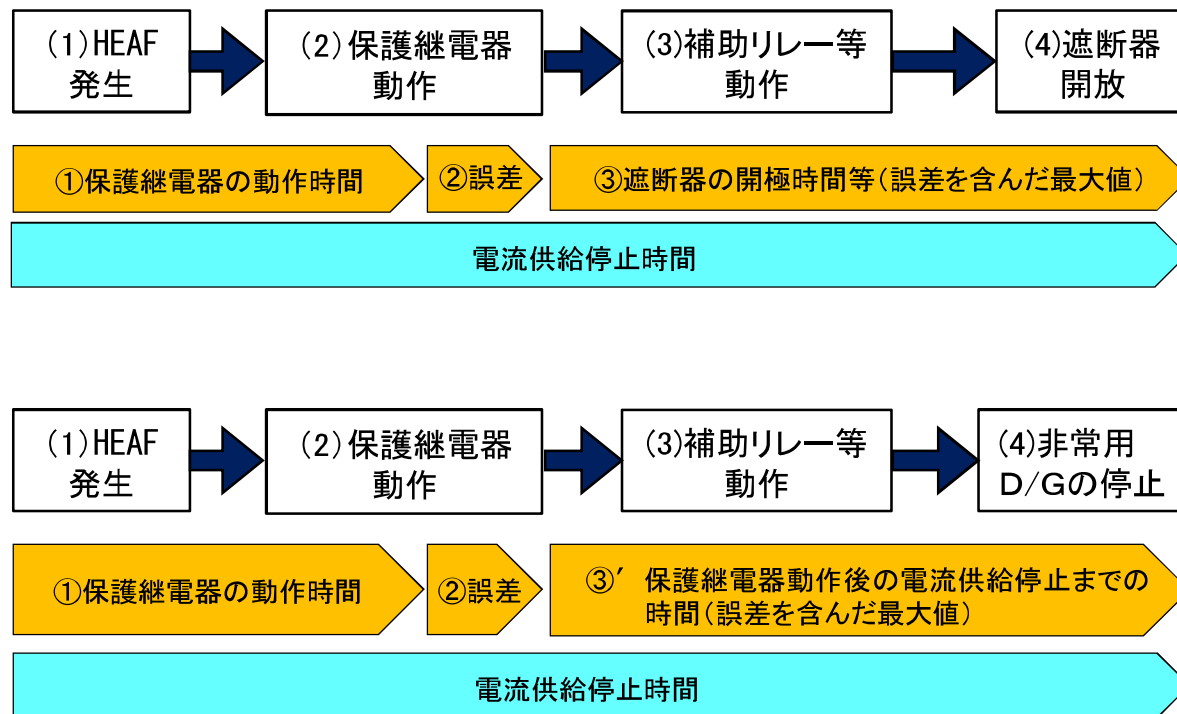 (1)HEAF
発生
(2)保護継電器
動作
(3)補助リレー等
動作
(4)遮断器
開放
①保護継電器の動作時間
②誤差
③遮断器の開極時間等(誤差を含んだ最大値)
電流供給停止時間
(1)HEAF
発生
(2)保護継電器
動作
(3)補助リレー等
動作
(4)非常用
D/Gの停止
①保護継電器の動作時間
②誤差
③′ 保護継電器動作後の電流供給停止までの
時間(誤差を含んだ最大値)
電流供給停止時間